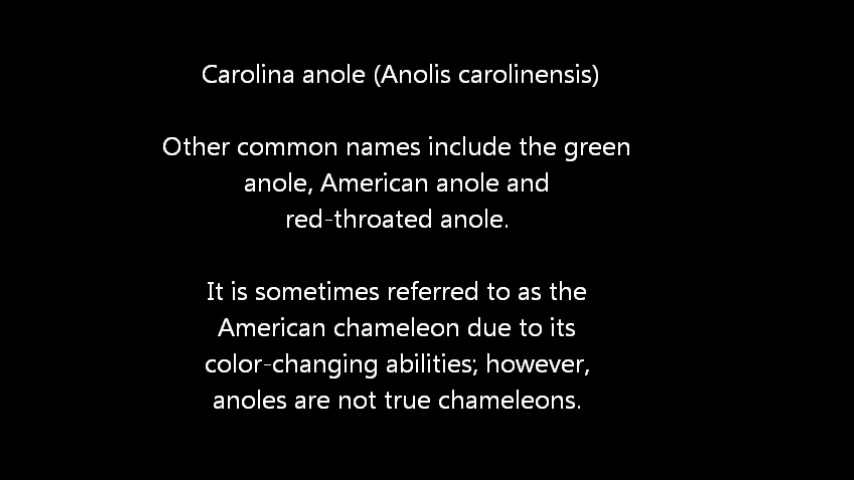 Carolina anole (Anolis carolinensis)
Other common names include the green
anole, American anole and
red-throated anole.
It is sometimes referred to as the
American chameleon due to its
color-changing abilities; however,
anoles are not true chameleons.